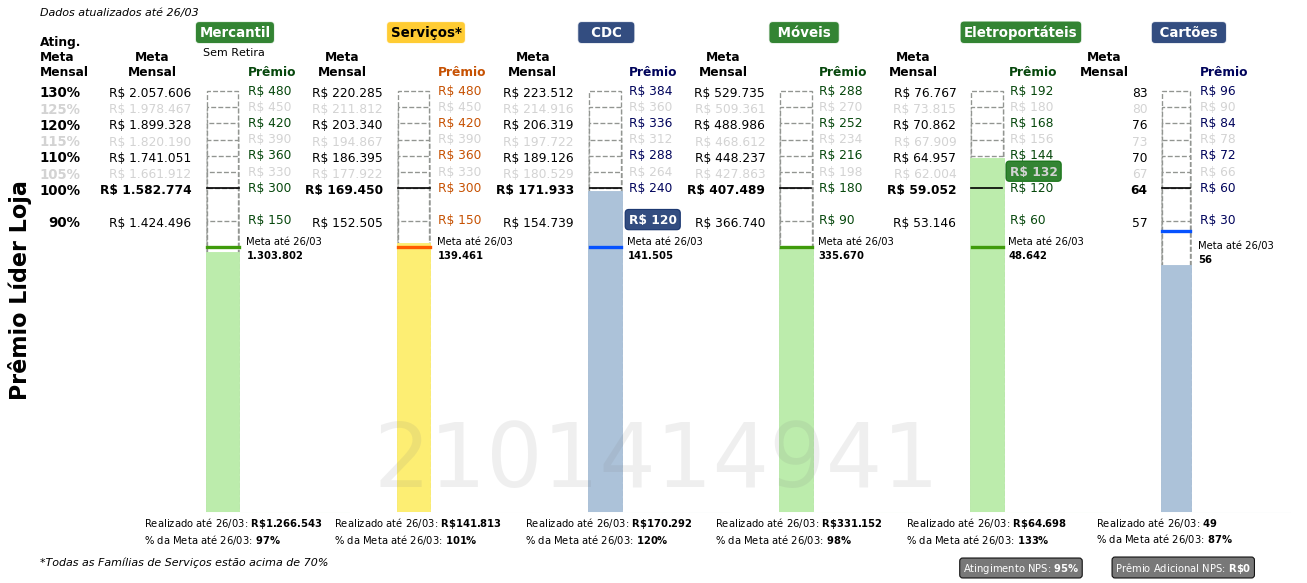 Dados atualizados até 26/03
Mercantil Serviços* CDC Móveis Eletroportáteis Cartões
Sem Retira
Ating. Meta Mensal Meta Mensal Prêmio Meta Mensal Prêmio Meta Mensal Prêmio Meta Mensal Prêmio Meta Mensal Prêmio Meta Mensal Prêmio
130% R$ 2.057.606 R$ 480 R$ 220.285 R$ 480 R$ 223.512 R$ 384 R$ 529.735 R$ 288 R$ 76.767 R$ 192 83 R$ 96
125% R$ 1.978.467 R$ 450 R$ 211.812 R$ 450 R$ 214.916 R$ 360 R$ 509.361 R$ 270 R$ 73.815 R$ 180 80 R$ 90
120% R$ 1.899.328 R$ 420 R$ 203.340 R$ 420 R$ 206.319 R$ 336 R$ 488.986 R$ 252 R$ 70.862 R$ 168 76 R$ 84
115% R$ 1.820.190 R$ 390 R$ 194.867 R$ 390 R$ 197.722 R$ 312 R$ 468.612 R$ 234 R$ 67.909 R$ 156 73 R$ 78
110% R$ 1.741.051 R$ 360 R$ 186.395 R$ 360 R$ 189.126 R$ 288 R$ 448.237 R$ 216 R$ 64.957 R$ 144 70 R$ 72
105% R$ 1.661.912 R$ 330 R$ 177.922 R$ 330 R$ 180.529 R$ 264 R$ 427.863 R$ 198 R$ 62.004 R$ 132 67 R$ 66
100% R$ 1.582.774 R$ 300 R$ 169.450 R$ 300 R$ 171.933 R$ 240 R$ 407.489 R$ 180 R$ 59.052 R$ 120 64 R$ 60
90% R$ 1.424.496 R$ 150 R$ 152.505 R$ 150 R$ 154.739 R$ 120 R$ 366.740 R$ 90 R$ 53.146 R$ 60 57 R$ 30
Meta até 26/03 Meta até 26/03 Meta até 26/03 Meta até 26/03 Meta até 26/03 Meta até 26/03
1.303.802 139.461 141.505 335.670 48.642 56
Prêmio Líder Loja
2101414941
Realizado até 26/03: R$1.266.543 Realizado até 26/03: R$141.813 Realizado até 26/03: R$170.292 Realizado até 26/03: R$331.152 Realizado até 26/03: R$64.698 Realizado até 26/03: 49
% da Meta até 26/03: 97% % da Meta até 26/03: 101% % da Meta até 26/03: 120% % da Meta até 26/03: 98% % da Meta até 26/03: 133% % da Meta até 26/03: 87%
*Todas as Famílias de Serviços estão acima de 70%
Atingimento NPS: 95% Prêmio Adicional NPS: R$0